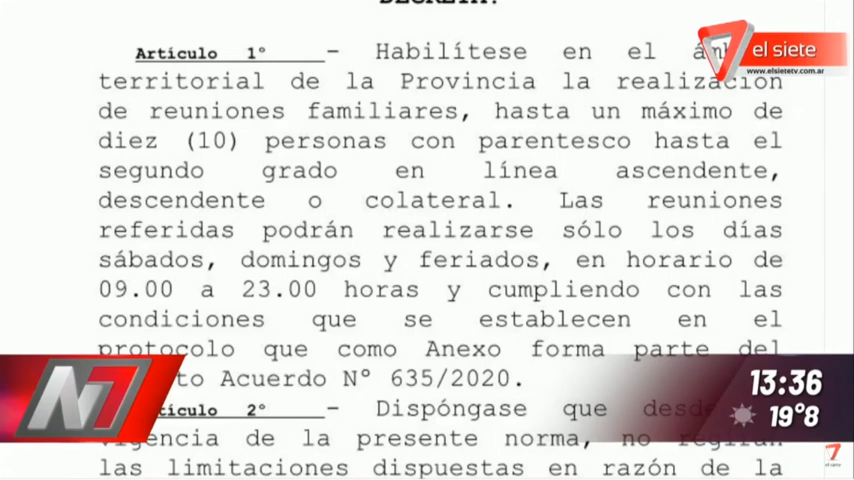 DECRETA:
Artículo 1° - Habilítese en el
territorial de la Provincia la realización
de reuniones familiares, hasta un máximo de
diez (10) personas con parentesco hasta el
segundo grado en línea ascendente,
descendente o colateral. Las reuniones
referidas podrán realizarse sólo los días
sábados, domingos y feriados, en horario de
09.00 a 23.00 horas y cumpliendo con las
condiciones que se establecen en el
protocolo que como Anexo forma parte del
Acuerdo N° 635/2020.
2° - Dispóngase que
vigencia de la presente norma, no regirán
las limitaciones dispuestas en razón de la
el siete
www.elsietetv.com.ar
N7
13:36
19°8
el siete